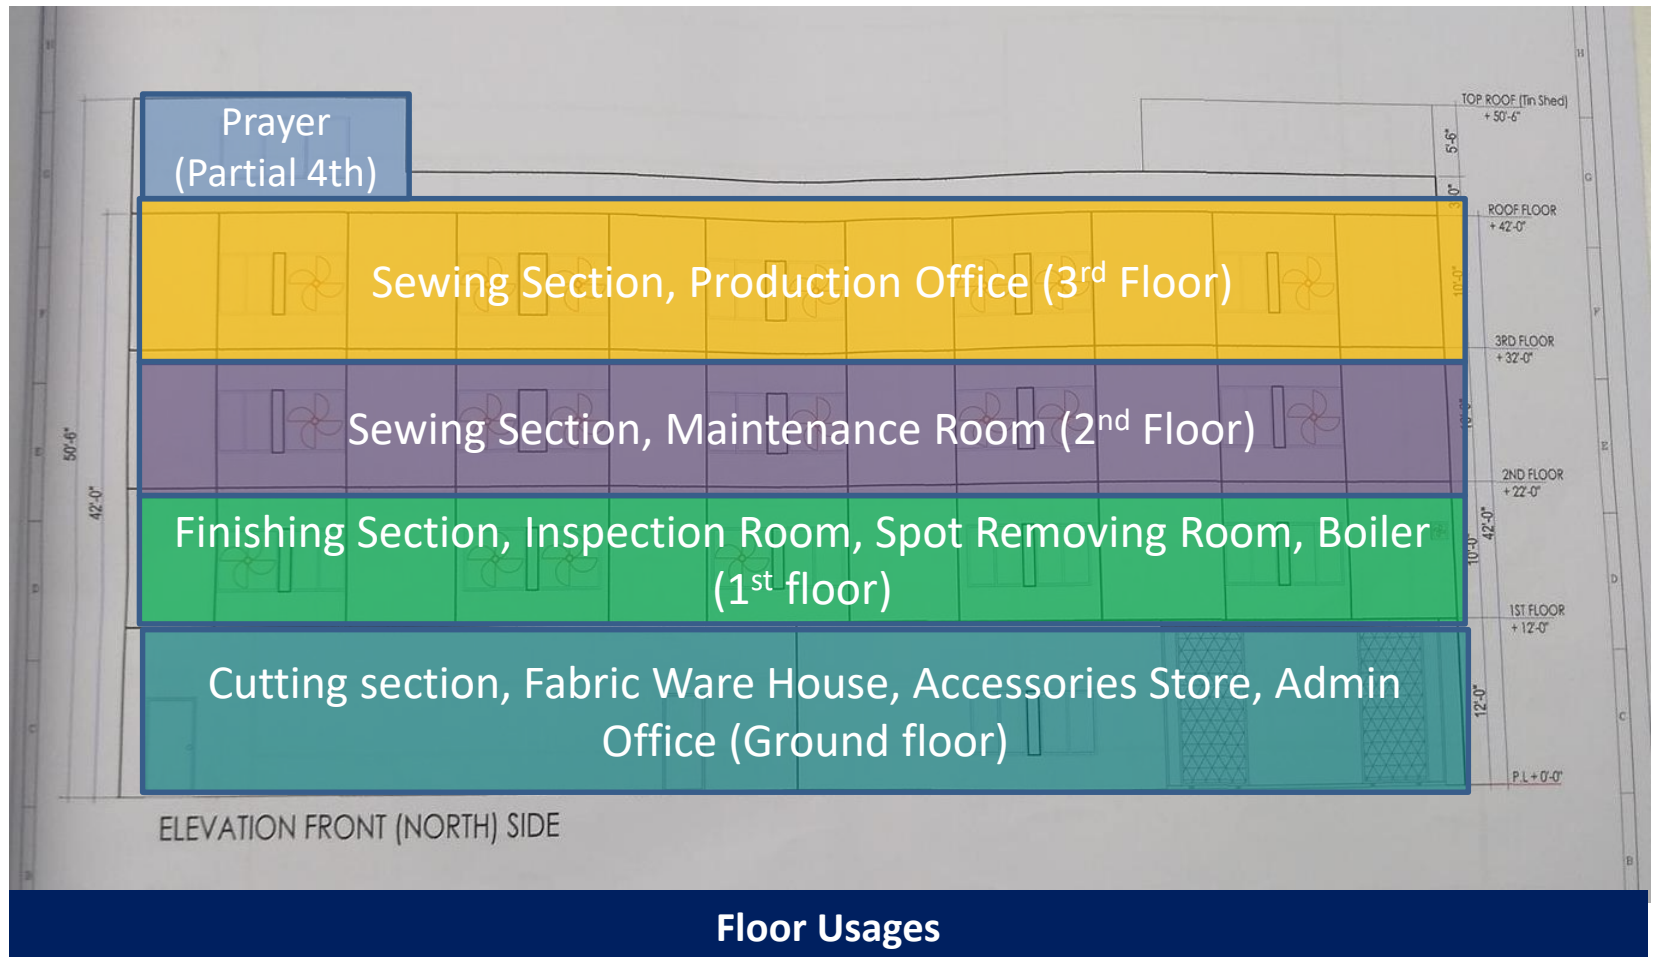 TOP ROOF (Tin Shed)
+ 50'-6"
Prayer
(Partial 4th)
5'-6"
ROOF FLOOR
+ 42'-0"
Sewing Section, Production Office (3rd Floor)
10'-0"
3RD FLOOR
+ 32'-0"
Sewing Section, Maintenance Room (2nd Floor)
50'-6"
42'-0"
2ND FLOOR
+ 22'-0"
Finishing Section, Inspection Room, Spot Removing Room, Boiler
(1st floor)
10'-0"
42'-0"
1ST FLOOR
+ 12'-0"
Cutting section, Fabric Ware House, Accessories Store, Admin
Office (Ground floor)
12'-0"
P.L + 0'-0"
ELEVATION FRONT (NORTH) SIDE
H
G
F
E
D
C
B
Floor Usages